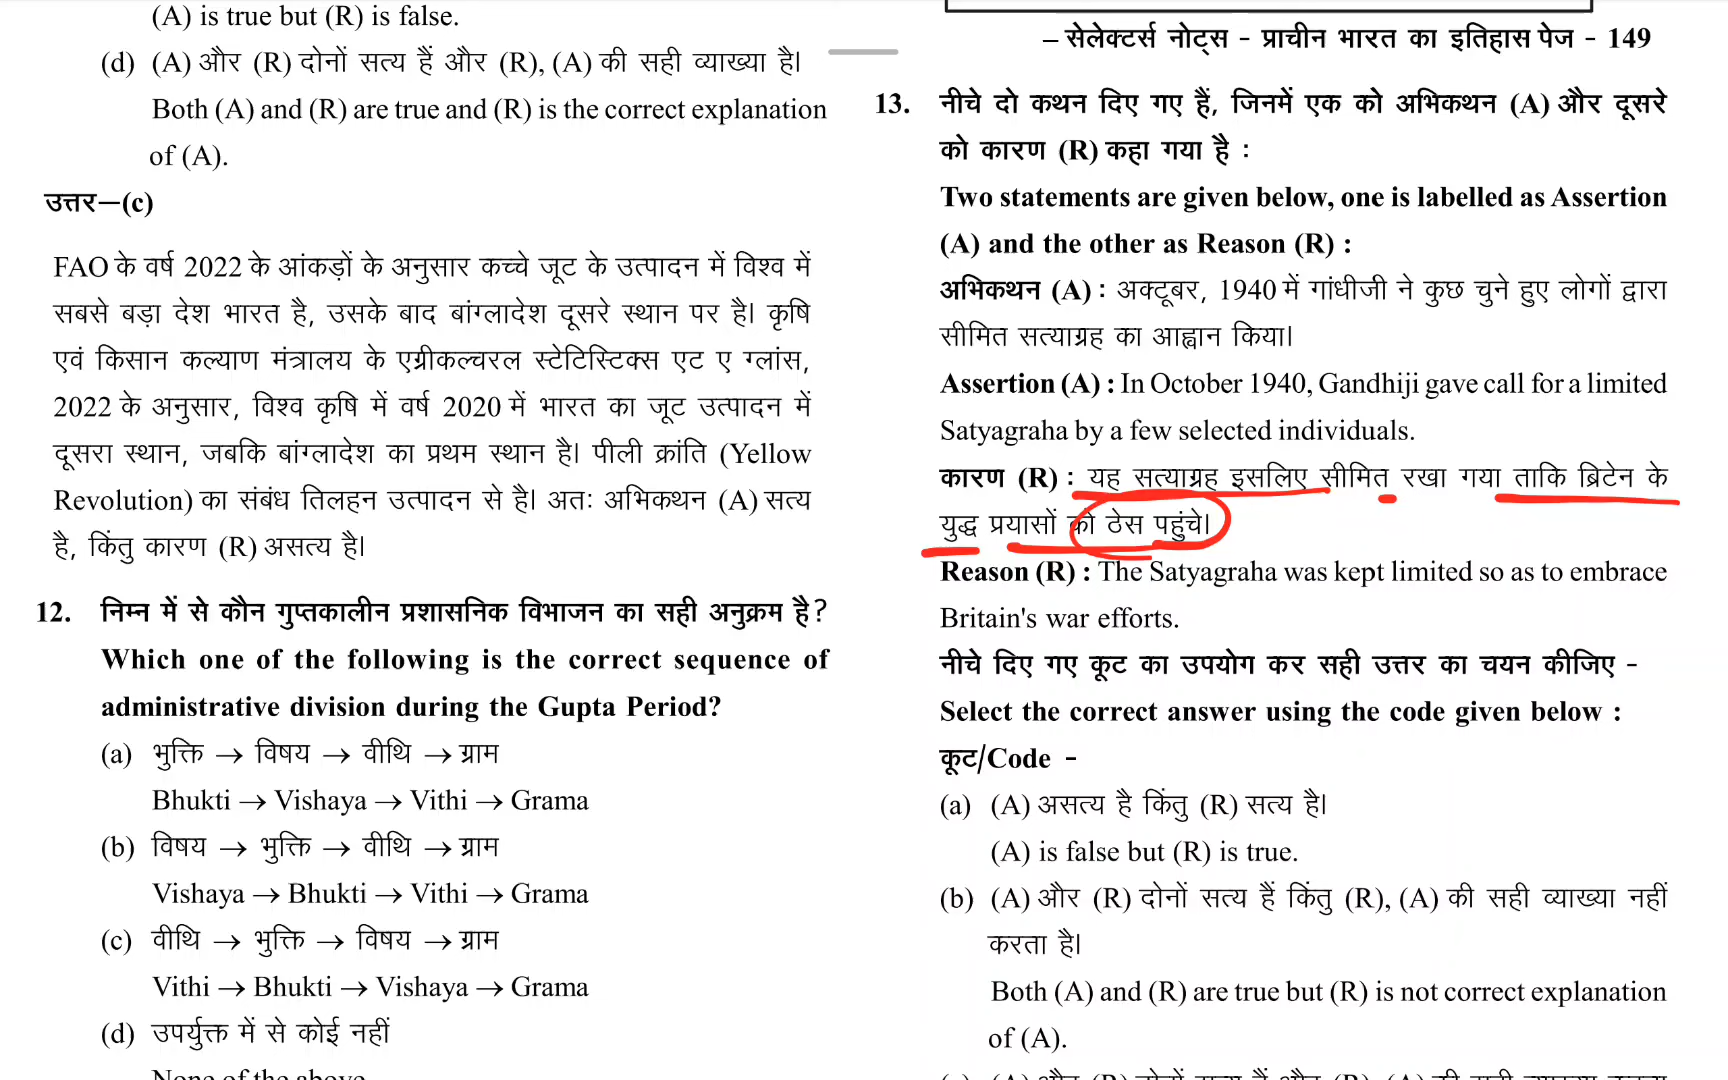 (A) is true but (R) is false.
(d) (A) और (R) दोनों सत्य हैं और (R), (A) की सही व्याख्या है।
Both (A) and (R) are true and (R) is the correct explanation
of (A).
उत्तर—(c)
FAO के वर्ष 2022 के आंकड़ों के अनुसार कच्चे जूट के उत्पादन में विश्व में
सबसे बड़ा देश भारत है, उसके बाद बांग्लादेश दूसरे स्थान पर है। कृषि
एवं किसान कल्याण मंत्रालय के एग्रीकल्चरल स्टेटिस्टिक्स एट ए ग्लांस,
2022 के अनुसार, विश्व कृषि में वर्ष 2020 में भारत का जूट उत्पादन में
दूसरा स्थान, जबकि बांग्लादेश का प्रथम स्थान है। पीली क्रांति (Yellow
Revolution) का संबंध तिलहन उत्पादन से है। अतः अभिकथन (A) सत्य
है, किंतु कारण (R) असत्य है।
12. निम्न में से कौन गुप्तकालीन प्रशासनिक विभाजन का सही अनुक्रम है?
Which one of the following is the correct sequence of
administrative division during the Gupta Period?
(a) भुक्ति → विषय → वीथि → ग्राम
Bhukti → Vishaya → Vithi → Grama
(b) विषय → भुक्ति → वीथि → ग्राम
Vishaya → Bhukti → Vithi → Grama
(c) वीथि → भुक्ति → विषय → ग्राम
Vithi → Bhukti → Vishaya → Grama
(d) उपर्युक्त में से कोई नहीं
None of the above
– सेलेक्टर्स नोट्स - प्राचीन भारत का इतिहास पेज - 149
13. नीचे दो कथन दिए गए हैं, जिनमें एक को अभिकथन (A) और दूसरे
को कारण (R) कहा गया है :
Two statements are given below, one is labelled as Assertion
(A) and the other as Reason (R) :
अभिकथन (A) : अक्टूबर, 1940 में गांधीजी ने कुछ चुने हुए लोगों द्वारा
सीमित सत्याग्रह का आह्वान किया।
Assertion (A) : In October 1940, Gandhiji gave call for a limited
Satyagraha by a few selected individuals.
कारण (R) : यह सत्याग्रह इसलिए सीमित रखा गया ताकि ब्रिटेन के
युद्ध प्रयासों को ठेस पहुंचे।
Reason (R) : The Satyagraha was kept limited so as to embrace
Britain's war efforts.
नीचे दिए गए कूट का उपयोग कर सही उत्तर का चयन कीजिए -
Select the correct answer using the code given below :
कूट/Code -
(a) (A) असत्य है किंतु (R) सत्य है।
(A) is false but (R) is true.
(b) (A) और (R) दोनों सत्य हैं किंतु (R), (A) की सही व्याख्या नहीं
करता है।
Both (A) and (R) are true but (R) is not correct explanation
of (A).